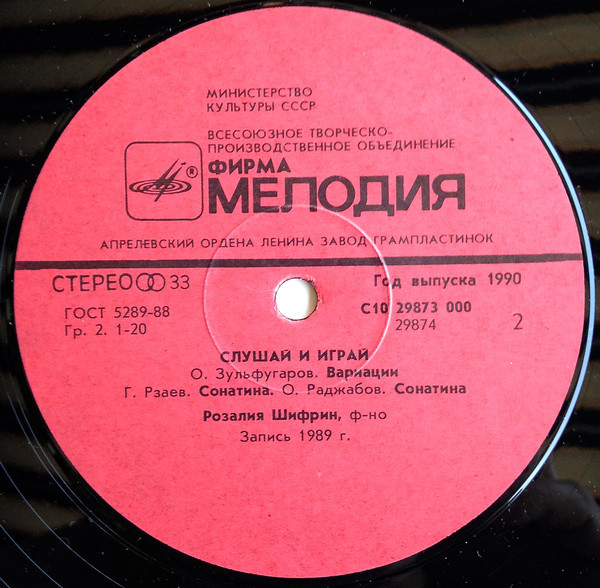 МИНИСТЕРСТВО
КУЛЬТУРЫ СССР
ВСЕСОЮЗНОЕ ТВОРЧЕСКО-
ПРОИЗВОДСТВЕННОЕ ОБЪЕДИНЕНИЕ
®
ФИРМА
МЕЛОДИЯ
АПРЕЛЕВСКИЙ ОРДЕНА ЛЕНИНА ЗАВОД ГРАМПЛАСТИНОК
СТЕРЕО 33 Год выпуска 1990
ГОСТ 5289-88 С10 29873 000
Гр. 2. 1-20 29874 2
СЛУШАЙ И ИГРАЙ
О. Зульфугаров. Вариации
Г. Рзаев. Сонатина. О. Раджабов. Сонатина
Розалия Шифрин, ф-но
Запись 1989 г.